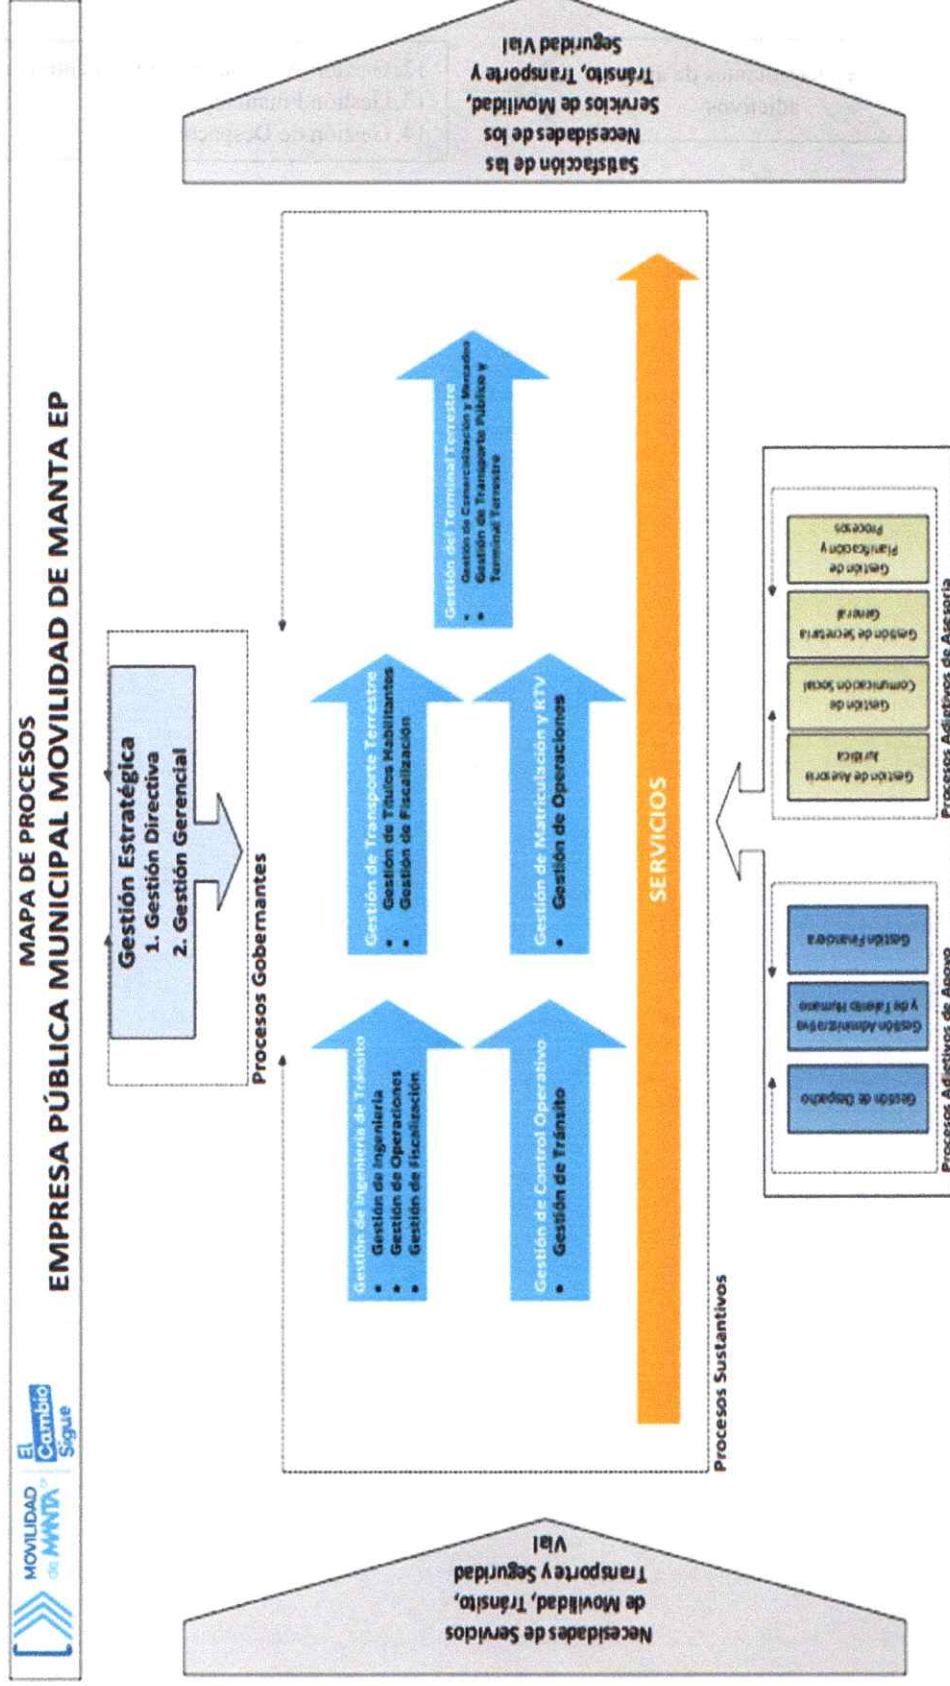 MOVILIDAD
de MANTA EP
El
Cambio
Sigue
MAPA DE PROCESOS
EMPRESA PÚBLICA MUNICIPAL MOVILIDAD DE MANTA EP
Gestión Estratégica
1. Gestión Directiva
2. Gestión Gerencial
Procesos Gobernantes
Necesidades de Servicios
de Movilidad, Tránsito,
Transporte y Seguridad
Vial
Gestión de Ingeniería de Tránsito
• Gestión de Ingeniería
• Gestión de Operaciones
• Gestión de Fiscalización
Gestión de Transporte Terrestre
• Gestión de Títulos Habilitantes
• Gestión de Fiscalización
Gestión del Terminal Terrestre
• Gestión de Comercialización y Mercadeo
• Gestión de Transporte Público y
Terminal Terrestre
Gestión de Control Operativo
• Gestión de Tránsito
Gestión de Matriculación y RTV
• Gestión de Operaciones
SERVICIOS
Procesos Sustantivos
Satisfacción de las
Necesidades de los
Servicios de Movilidad,
Tránsito, Transporte y
Seguridad Vial
Gestión de Despacho
Gestión Administrativa
y de Talento Humano
Gestión Financiera
Procesos Adjetivos de Apoyo
Gestión de Asesoría
Jurídica
Gestión de
Comunicación Social
Gestión de Secretaría
General
Gestión de
Planificación y
Procesos
Procesos Adjetivos de Asesoría
adjetivos
14. Gestión de Despacho